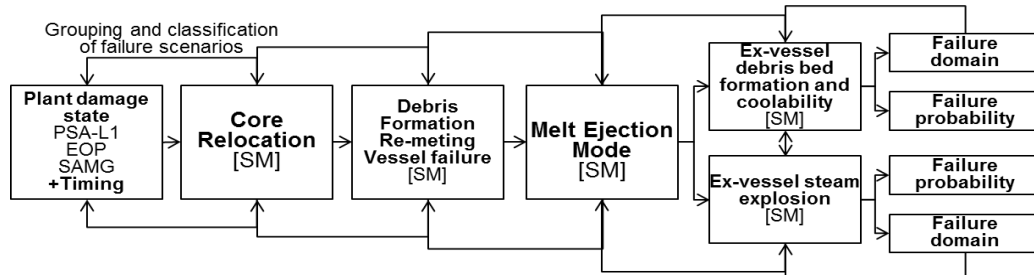 Grouping and classification
of failure scenarios
Plant damage
state
PSA-L1
EOP
SAMG
+Timing
Core
Relocation
[SM]
Debris
Formation
Re-meting
Vessel failure
[SM]
Melt Ejection
Mode
[SM]
Ex-vessel
debris bed
formation and
coolability
[SM]
Ex-vessel steam
explosion
[SM]
Failure
domain
Failure
probability
Failure
probability
Failure
domain